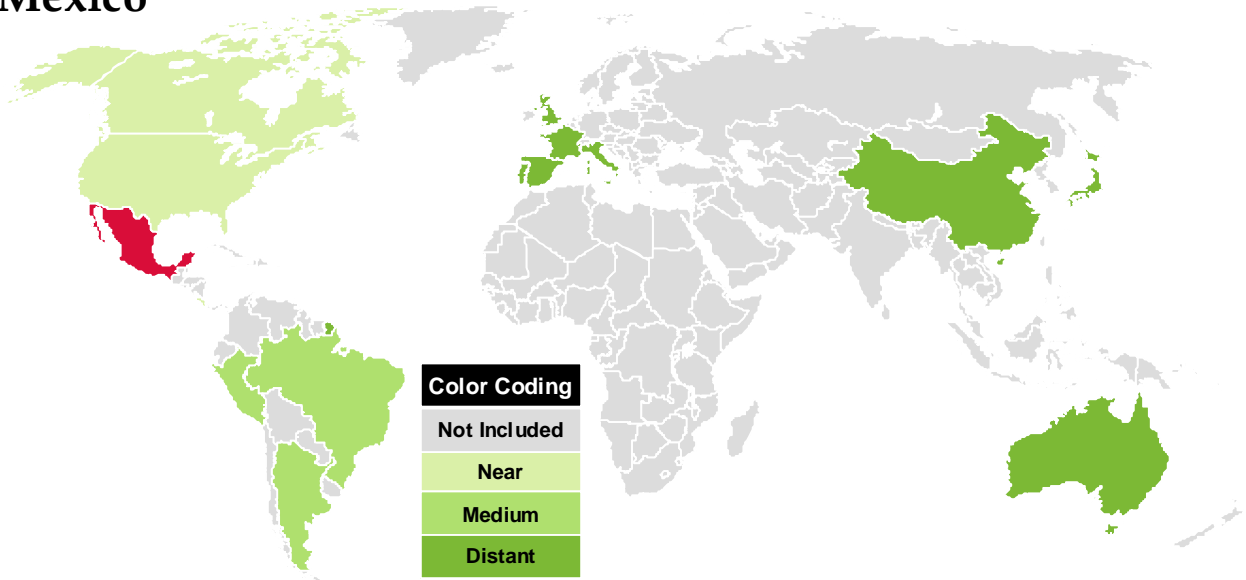 Mexico
Color Coding
Not Included
Near
Medium
Distant